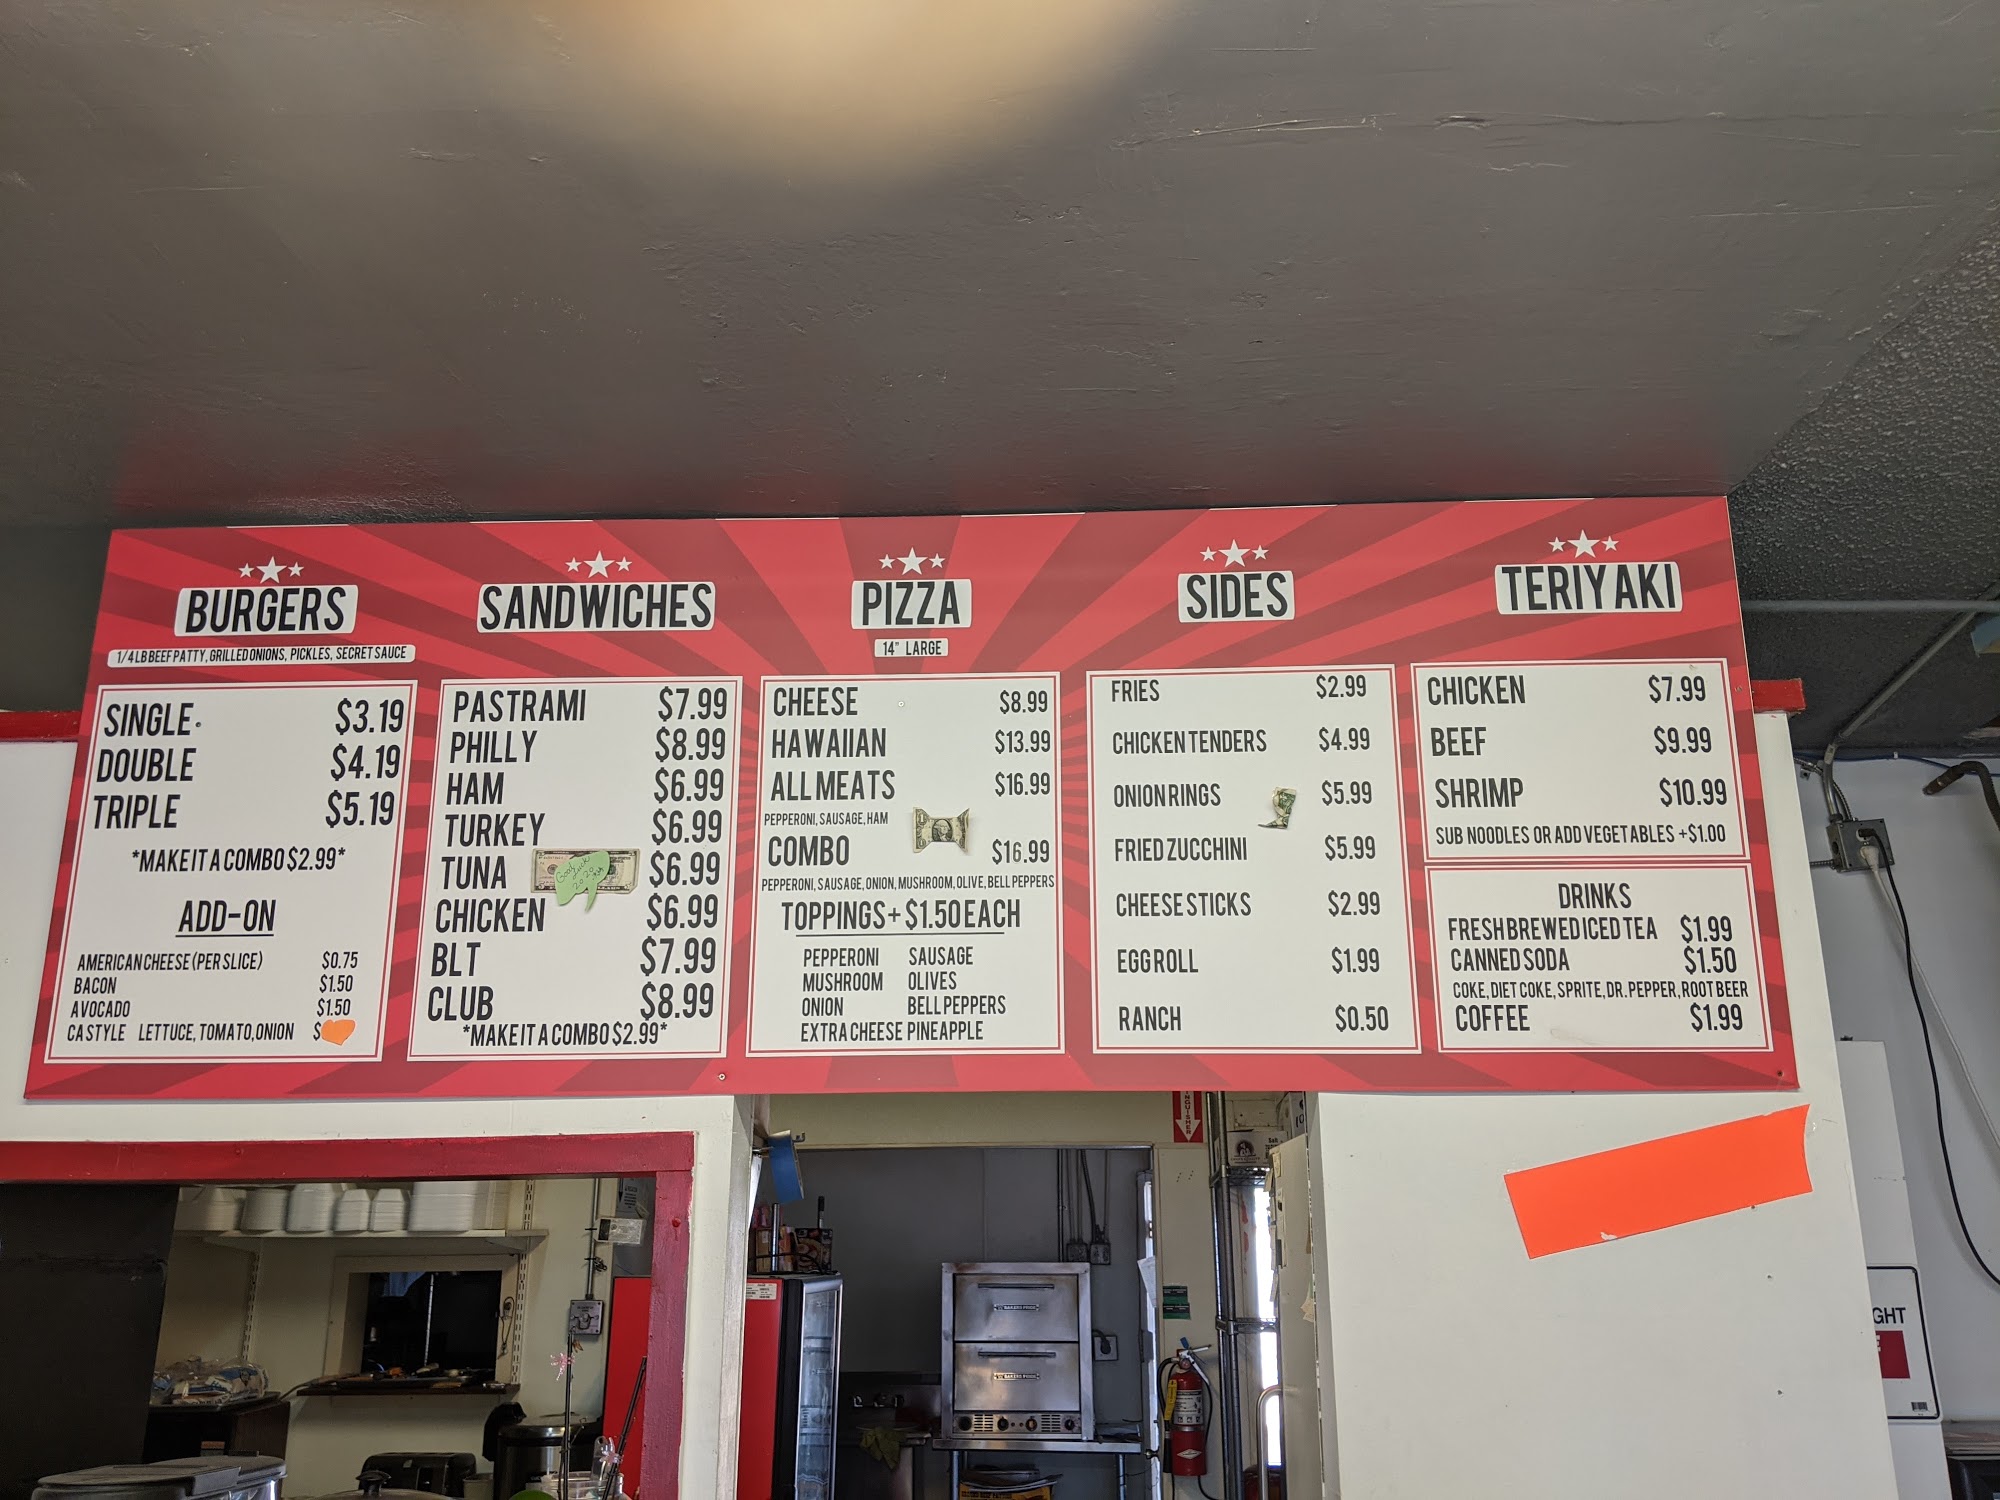 BURGERS
1/4 LB BEEF PATTY, GRILLED ONIONS, PICKLES, SECRET SAUCE
SINGLE $3.19
DOUBLE $4.19
TRIPLE $5.19
*MAKE IT A COMBO $2.99*
ADD-ON
AMERICAN CHEESE (PER SLICE) $0.75
BACON $1.50
AVOCADO $1.50
CA STYLE LETTUCE, TOMATO, ONION $
SANDWICHES
PASTRAMI $7.99
PHILLY $8.99
HAM $6.99
TURKEY $6.99
TUNA $6.99
Good Luck
2020
CHICKEN $6.99
BLT $7.99
CLUB $8.99
*MAKE IT A COMBO $2.99*
PIZZA
14" LARGE
CHEESE $8.99
HAWAIIAN $13.99
ALL MEATS $16.99
PEPPERONI, SAUSAGE, HAM
COMBO $16.99
PEPPERONI, SAUSAGE, ONION, MUSHROOM, OLIVE, BELL PEPPERS
TOPPINGS + $1.50 EACH
PEPPERONI SAUSAGE
MUSHROOM OLIVES
ONION BELL PEPPERS
EXTRA CHEESE PINEAPPLE
SIDES
FRIES $2.99
CHICKEN TENDERS $4.99
ONION RINGS $5.99
FRIED ZUCCHINI $5.99
CHEESE STICKS $2.99
EGG ROLL $1.99
RANCH $0.50
TERIYAKI
CHICKEN $7.99
BEEF $9.99
SHRIMP $10.99
SUB NOODLES OR ADD VEGETABLES +$1.00
DRINKS
FRESH BREWED ICED TEA $1.99
CANNED SODA $1.50
COKE, DIET COKE, SPRITE, DR. PEPPER, ROOT BEER
COFFEE $1.99
BAKERS PRIDE
BAKERS PRIDE
GHT